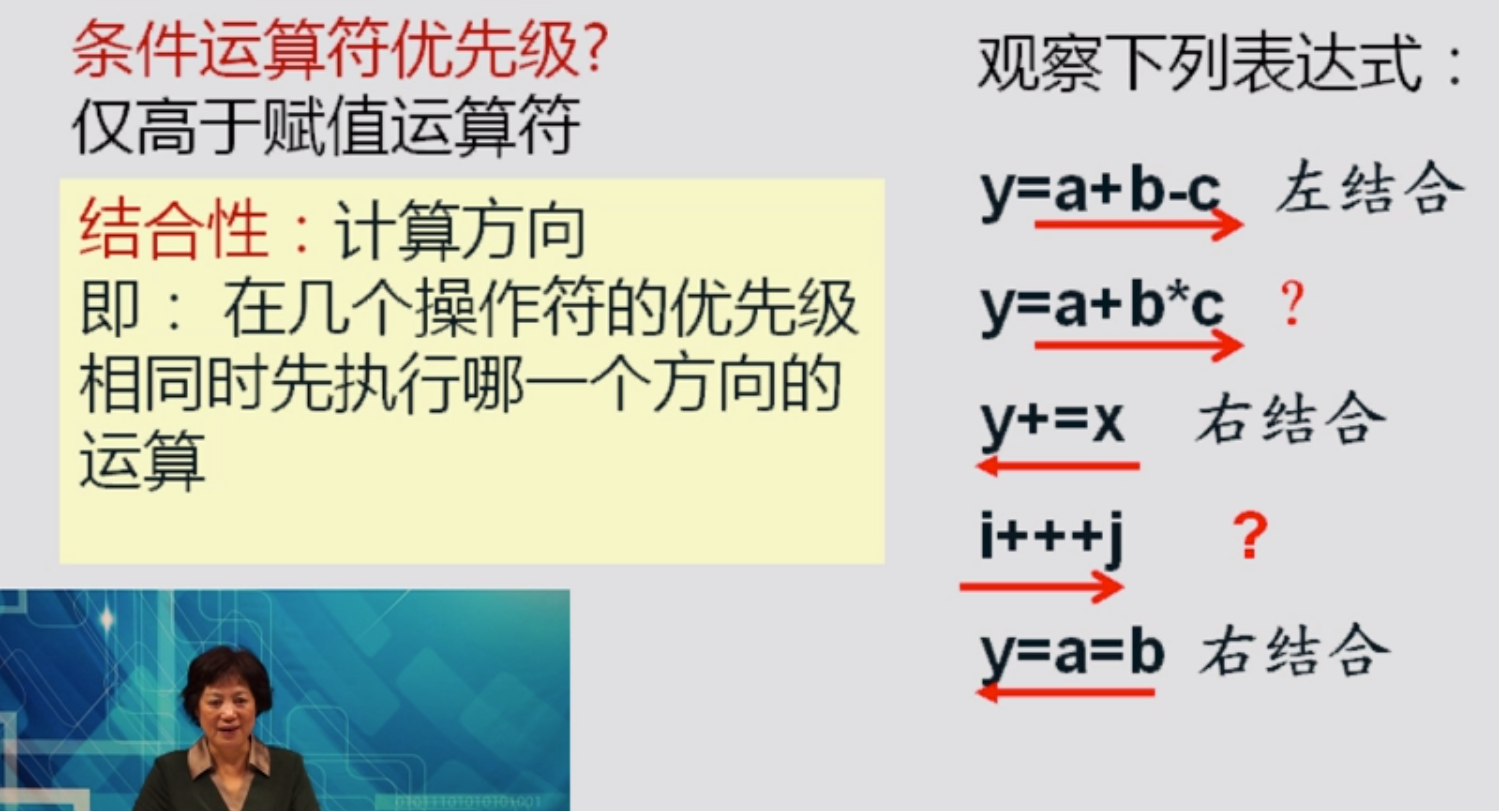 条件运算符优先级?
仅高于赋值运算符
结合性：计算方向
即： 在几个操作符的优先级
相同时先执行哪一个方向的
运算
观察下列表达式：
y=a+b-c 左结合
y=a+b*c ?
y+=x 右结合
i+++j ?
y=a=b 右结合